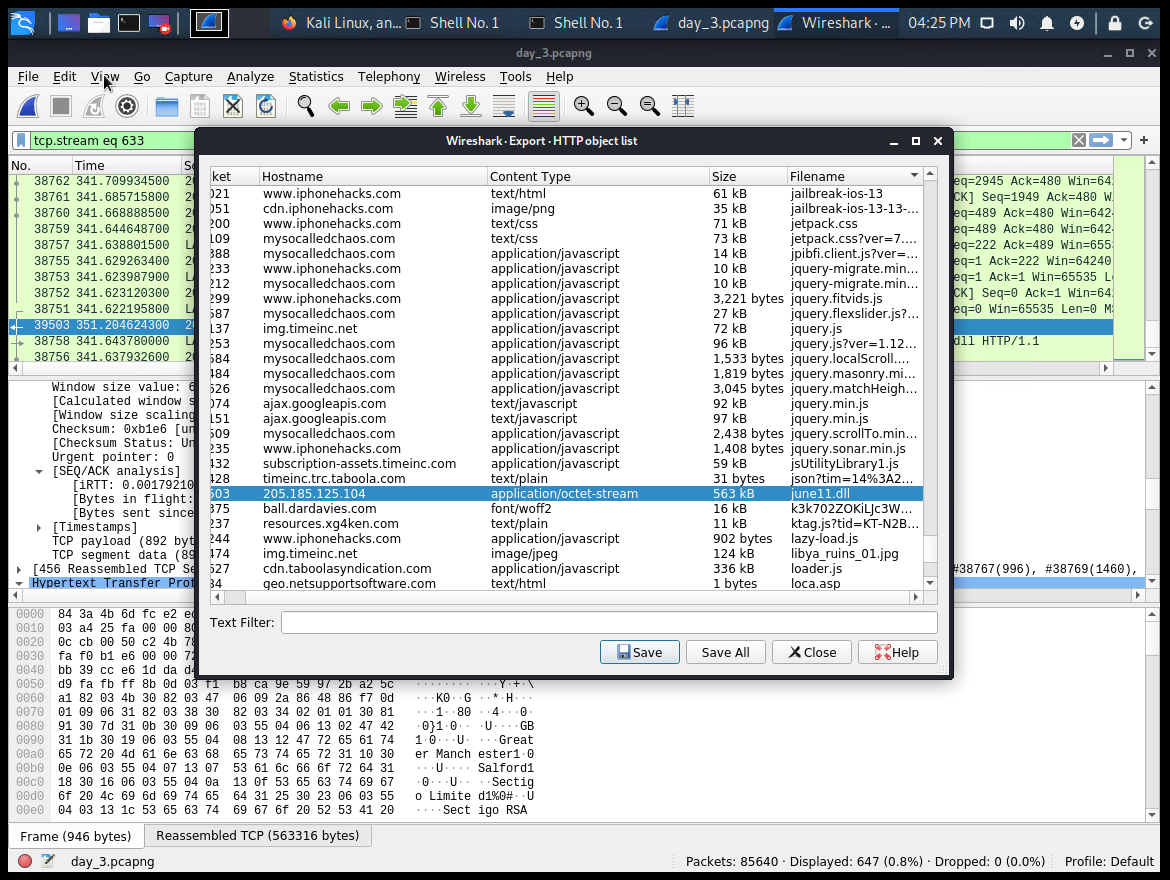 Kali Linux, an... Shell No. 1 Shell No. 1 day_3.pcapng Wireshark · ... 04:25 PM
day_3.pcapng
File Edit View Go Capture Analyze Statistics Telephony Wireless Tools Help
tcp.stream eq 633
No. Time
38762 341.709934500 eq=2945 Ack=480 Win=64
38761 341.685715800 CK] Seq=1949 Ack=480 W
38760 341.668888500 eq=489 Ack=480 Win=642
38759 341.644648700 eq=489 Ack=480 Win=642
38757 341.638801500 eq=222 Ack=489 Win=655
38755 341.629263400 eq=1 Ack=222 Win=64240
38753 341.623987900 eq=1 Ack=1 Win=65535 L
38752 341.623120300 CK] Seq=0 Ack=1 Win=64
38751 341.622195800 eq=0 Win=65535 Len=0 M
39503 351.204624300
38758 341.643780000 dll HTTP/1.1
38756 341.637932600
Window size value: 6
[Calculated window s
[Window size scaling
Checksum: 0xb1e6 [un
[Checksum Status: Un
Urgent pointer: 0
[SEQ/ACK analysis]
[iRTT: 0.00179210
[Bytes in flight:
[Bytes sent since
[Timestamps]
TCP payload (892 byt
TCP segment data (89
[456 Reassembled TCP Se #38767(996), #38769(1460),
Hypertext Transfer Prot
Wireshark · Export · HTTP object list
ket Hostname Content Type Size Filename
021 www.iphonehacks.com text/html 61 kB jailbreak-ios-13
051 cdn.iphonehacks.com image/png 35 kB jailbreak-ios-13-13-...
200 www.iphonehacks.com text/css 71 kB jetpack.css
109 mysocalledchaos.com text/css 73 kB jetpack.css?ver=7....
388 mysocalledchaos.com application/javascript 14 kB jpibfi.client.js?ver=...
233 www.iphonehacks.com application/javascript 10 kB jquery-migrate.min...
212 mysocalledchaos.com application/javascript 10 kB jquery-migrate.min...
299 www.iphonehacks.com application/javascript 3,221 bytes jquery.fitvids.js
587 mysocalledchaos.com application/javascript 27 kB jquery.flexslider.js?...
137 img.timeinc.net application/javascript 72 kB jquery.js
253 mysocalledchaos.com application/javascript 96 kB jquery.js?ver=1.12...
584 mysocalledchaos.com application/javascript 1,533 bytes jquery.localScroll....
484 mysocalledchaos.com application/javascript 1,819 bytes jquery.masonry.mi...
526 mysocalledchaos.com application/javascript 3,045 bytes jquery.matchHeigh...
074 ajax.googleapis.com text/javascript 92 kB jquery.min.js
151 ajax.googleapis.com text/javascript 97 kB jquery.min.js
509 mysocalledchaos.com application/javascript 2,438 bytes jquery.scrollTo.min...
235 www.iphonehacks.com application/javascript 1,408 bytes jquery.sonar.min.js
432 subscription-assets.timeinc.com application/javascript 59 kB jsUtilityLibrary1.js
428 timeinc.trc.taboola.com text/plain 31 bytes json?tim=14%3A2...
503 205.185.125.104 application/octet-stream 563 kB june11.dll
375 ball.dardavies.com font/woff2 16 kB k3k702ZOKiLJc3W...
237 resources.xg4ken.com text/plain 11 kB ktag.js?tid=KT-N2B...
244 www.iphonehacks.com application/javascript 902 bytes lazy-load.js
474 img.timeinc.net image/jpeg 124 kB libya_ruins_01.jpg
527 cdn.taboolasyndication.com application/javascript 336 kB loader.js
34 geo.netsupportsoftware.com text/html 1 bytes loca.asp
Text Filter:
Save Save All Close Help
0000 84 3a 4b 6d fc e2 e
0010 03 a4 25 fa 00 00 80
0020 0c cb 00 50 c2 4b 78
0030 fa f0 b1 e6 00 00 72
0040 bb 39 cc e6 1d da d
0050 d9 fa fb ff 8b 0d 03 f1 b8 ca 9e 59 97 2b a2 5c ········ ···Y·+·\
0060 a1 82 03 4b 30 82 03 47 06 09 2a 86 48 86 f7 0d ···K0··G ··*·H···
0070 01 09 06 31 82 03 38 30 82 03 34 02 01 01 30 81 ···1··80 ··4···0·
0080 91 30 7d 31 0b 30 09 06 03 55 04 06 13 02 47 42 ·0}1·0·· ·U····GB
0090 31 1b 30 19 06 03 55 04 08 13 12 47 72 65 61 74 1·0···U· ···Great
00a0 65 72 20 4d 61 6e 63 68 65 73 74 65 72 31 10 30 er Manch ester1·0
00b0 0e 06 03 55 04 07 13 07 53 61 6c 66 6f 72 64 31 ···U···· Salford1
00c0 18 30 16 06 03 55 04 0a 13 0f 53 65 63 74 69 67 ·0···U·· ··Sectig
00d0 6f 20 4c 69 6d 69 74 65 64 31 25 30 23 06 03 55 o Limite d1%0#··U
00e0 04 03 13 1c 53 65 63 74 69 67 6f 20 52 53 41 20 ····Sect igo RSA
Frame (946 bytes) Reassembled TCP (563316 bytes)
day_3.pcapng Packets: 85640 · Displayed: 647 (0.8%) · Dropped: 0 (0.0%) Profile: Default